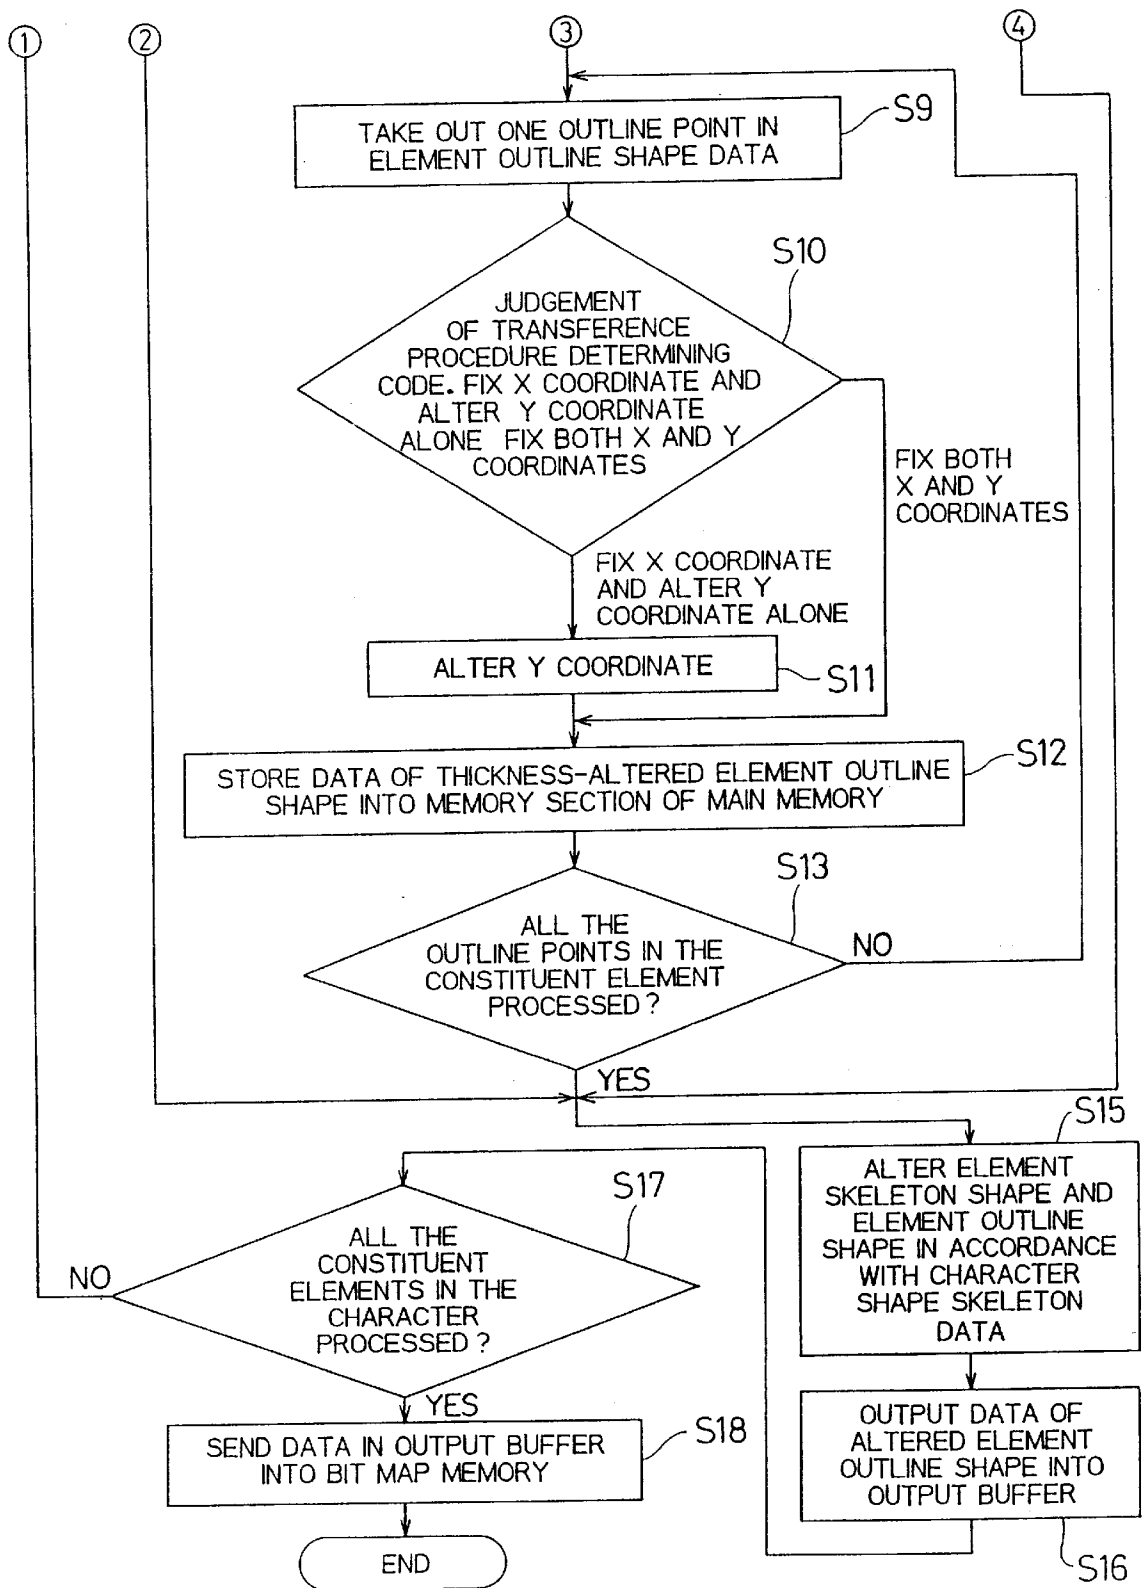 1
2
3
4
S9
TAKE OUT ONE OUTLINE POINT IN
ELEMENT OUTLINE SHAPE DATA
S10
JUDGEMENT
OF TRANSFERENCE
PROCEDURE DETERMINING
CODE. FIX X COORDINATE AND
ALTER Y COORDINATE
ALONE FIX BOTH X AND Y
COORDINATES
FIX BOTH
X AND Y
COORDINATES
FIX X COORDINATE
AND ALTER Y
COORDINATE ALONE
ALTER Y COORDINATE
S11
S12
STORE DATA OF THICKNESS-ALTERED ELEMENT OUTLINE
SHAPE INTO MEMORY SECTION OF MAIN MEMORY
S13
ALL THE
OUTLINE POINTS IN THE
CONSTITUENT ELEMENT
PROCESSED?
NO
YES
S15
ALTER ELEMENT
SKELETON SHAPE AND
ELEMENT OUTLINE
SHAPE IN ACCORDANCE
WITH CHARACTER
SHAPE SKELETON
DATA
S17
ALL THE
CONSTITUENT
ELEMENTS IN THE
CHARACTER
PROCESSED?
NO
YES
OUTPUT DATA OF
ALTERED ELEMENT
OUTLINE SHAPE INTO
OUTPUT BUFFER
S16
S18
SEND DATA IN OUTPUT BUFFER
INTO BIT MAP MEMORY
END